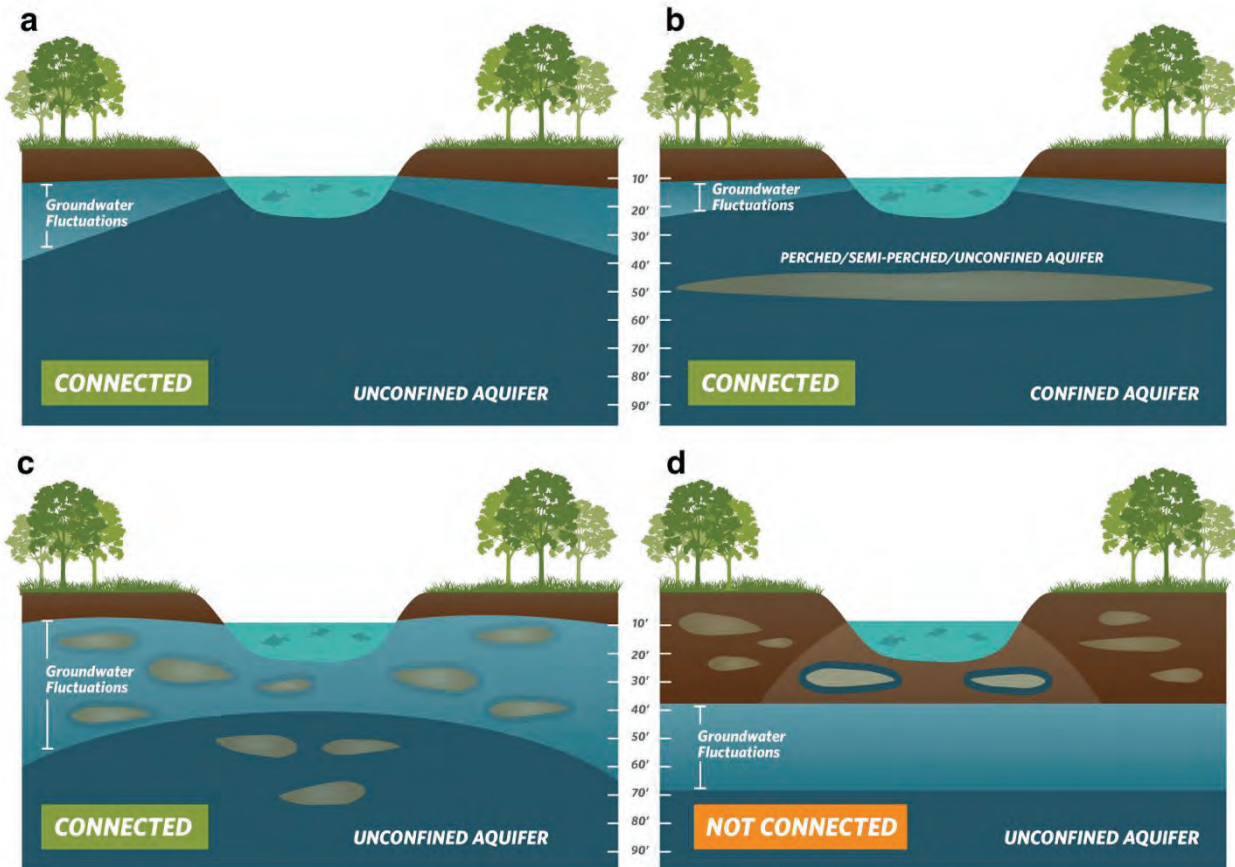 a
b
Groundwater
Fluctuations
10'
20'
30'
40'
50'
60'
70'
80'
90'
Groundwater
Fluctuations
PERCHED/SEMI-PERCHED/UNCONFINED AQUIFER
CONNECTED
UNCONFINED AQUIFER
CONNECTED
CONFINED AQUIFER
c
d
Groundwater
Fluctuations
10'
20'
30'
40'
50'
60'
70'
80'
90'
Groundwater
Fluctuations
CONNECTED
UNCONFINED AQUIFER
NOT CONNECTED
UNCONFINED AQUIFER